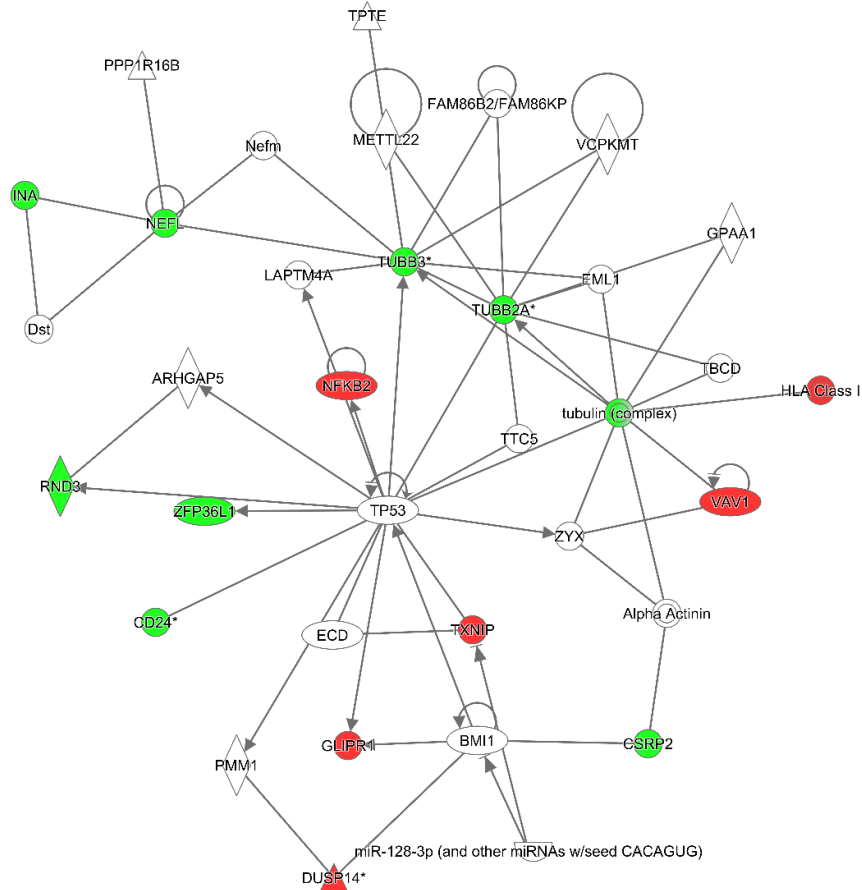 TPTE
PPP1R16B
FAM86B2/FAM86KP
METTL22
VCPKMT
Nefm
INA
NEFL
GPAA1
TUBB3*
LAPTM4A
EML1
TUBB2A*
Dst
TBCD
ARHGAP5
NFKB2
HLA Class I
tubulin (complex)
TTC5
RND3
VAV1
ZFP36L1
TP53
ZYX
Alpha Actinin
CD24*
ECD
TXNIP
BMI1
GLIPR1
CSRP2
PMM1
miR-128-3p (and other miRNAs w/seed CACAGUG)
DUSP14*